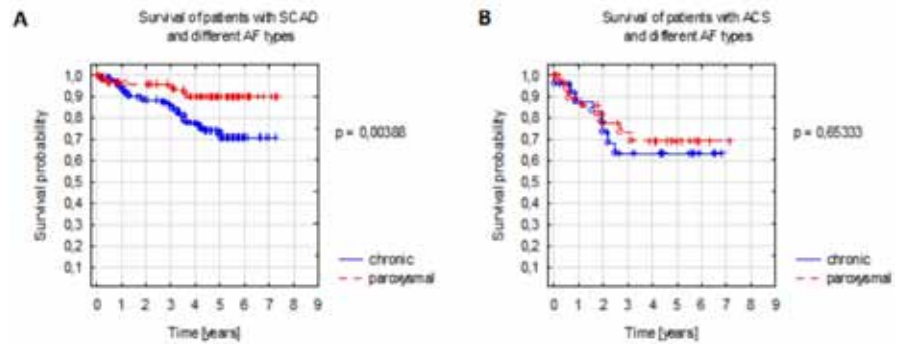 A
Survival of patients with SCAD
and different AF types
Survival probability
1,0
0,9
0,8
0,7
0,6
0,5
0,4
0,3
0,2
0,1
0 1 2 3 4 5 6 7 8 9
Time [years]
p = 0,00388
chronic
paroxysmal
B
Survival of patients with ACS
and different AF types
Survival probability
1,0
0,9
0,8
0,7
0,6
0,5
0,4
0,3
0,2
0,1
0 1 2 3 4 5 6 7 8 9
Time [years]
p = 0,65333
chronic
paroxysmal